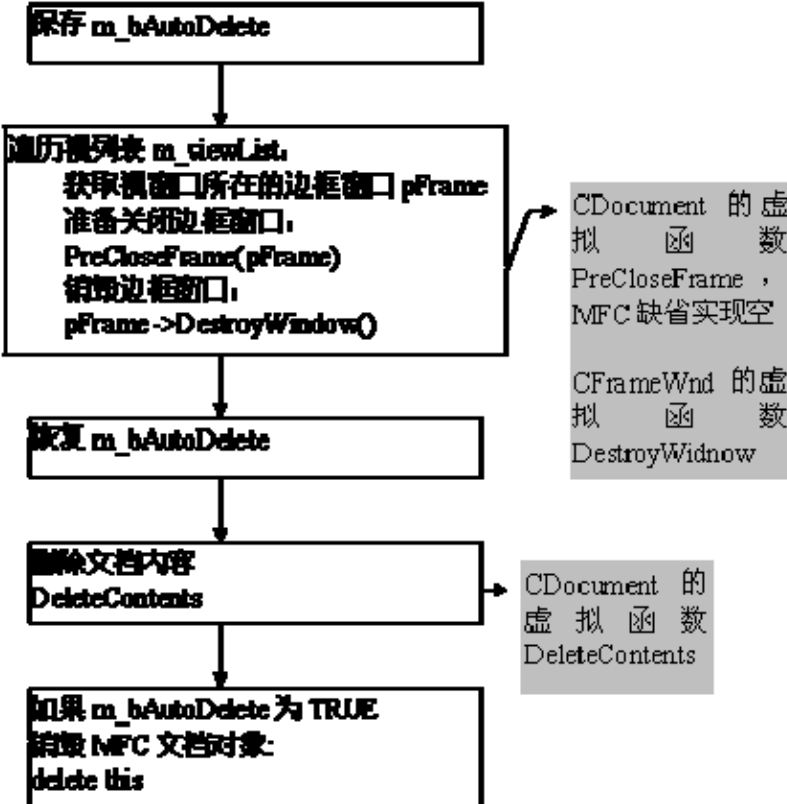 保存 m_bAutoDelete
遍历视列表 m_viewList:
获取视窗口所在的边框窗口 pFrame
准备关闭边框窗口:
PreCloseFrame(pFrame)
销毁边框窗口:
pFrame->DestroyWindow()
CDocument 的虚
拟 函 数
PreCloseFrame ,
MFC 缺省实现空
CFrameWnd 的虚
拟 函 数
DestroyWidnow
恢复 m_bAutoDelete
删除文档内容
DeleteContents
CDocument 的
虚 拟 函 数
DeleteContents
如果 m_bAutoDelete 为 TRUE
销毁 MFC 文档对象:
delete this